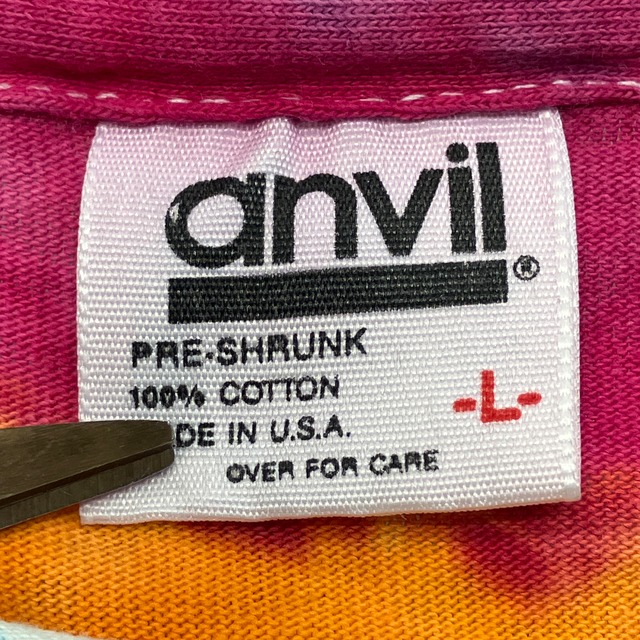 anvil®
PRE-SHRUNK
100% COTTON
-L-
DE IN U.S.A.
OVER FOR CARE